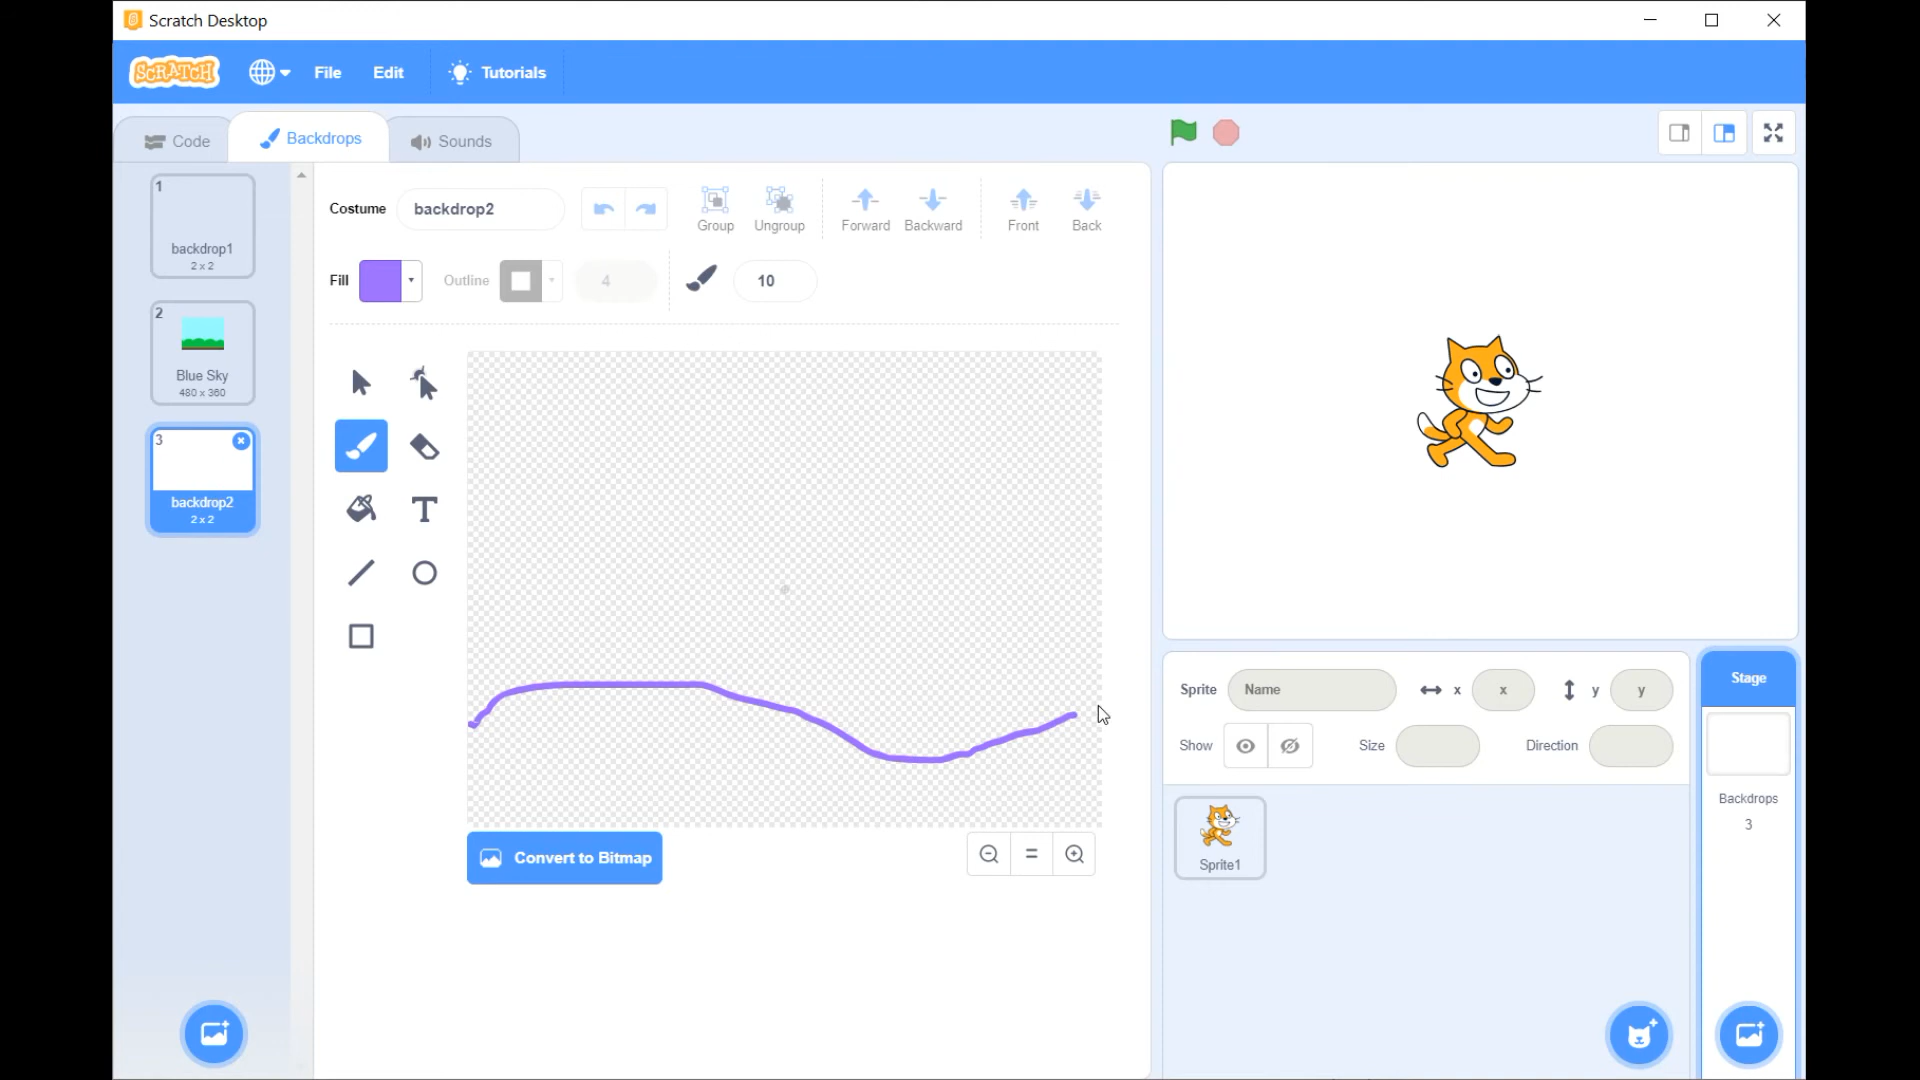 Scratch Desktop
SCRATCH File Edit Tutorials
Code Backdrops Sounds
1
backdrop1
2 x 2
2
Blue Sky
480 x 360
3
backdrop2
2 x 2
Costume backdrop2 Group Ungroup Forward Backward Front Back
Fill Outline 4 10
T
Convert to Bitmap
Sprite Name x x y y
Show Size Direction
Sprite1
Stage
Backdrops
3